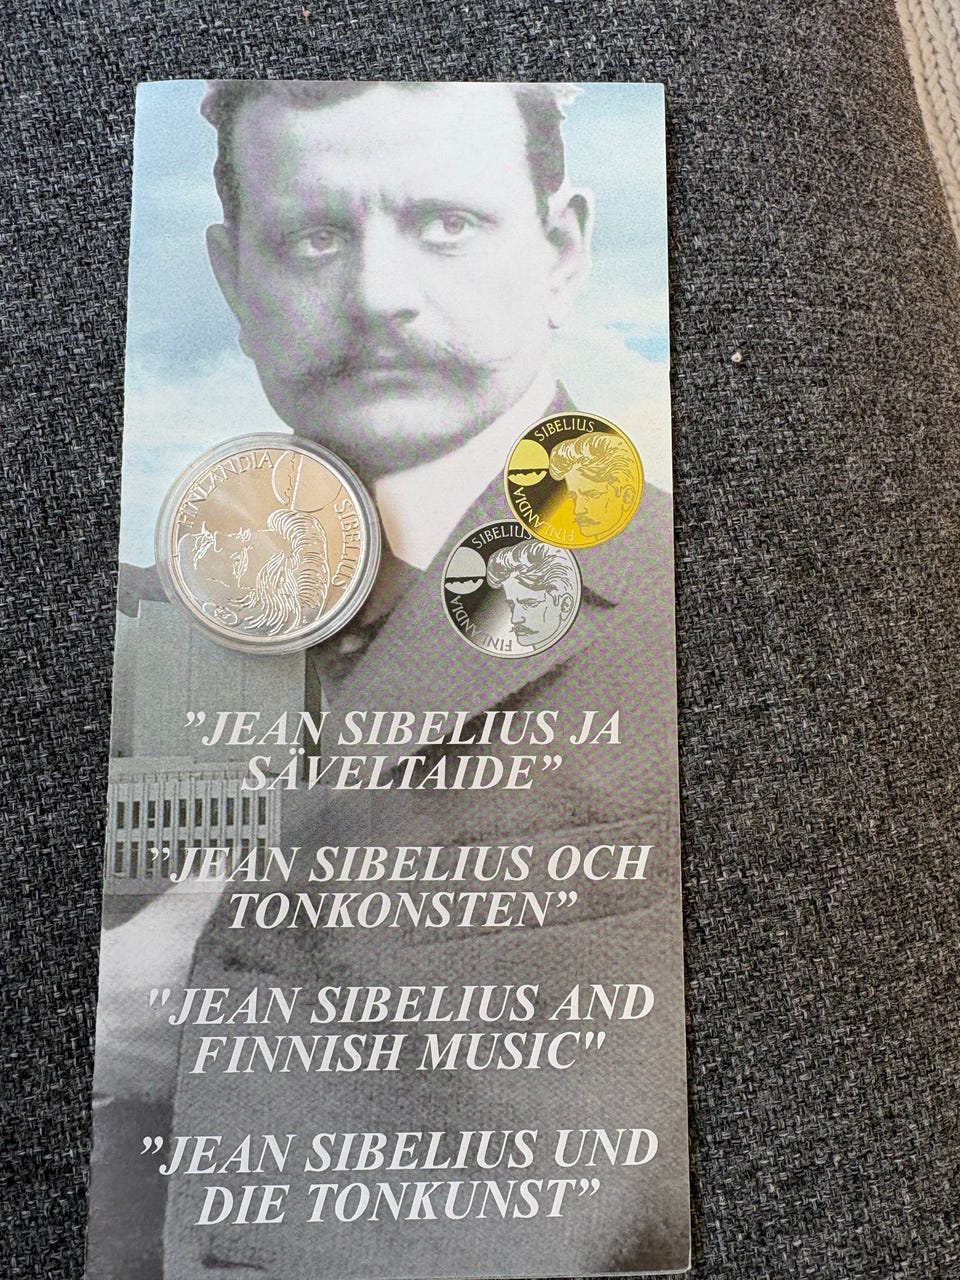 FINLANDIA
SIBELIUS
SIBELIUS
FINLANDIA
SIBELIUS
FINLANDIA
”JEAN SIBELIUS JA
SÄVELTAIDE”
”JEAN SIBELIUS OCH
TONKONSTEN”
"JEAN SIBELIUS AND
FINNISH MUSIC"
”JEAN SIBELIUS UND
DIE TONKUNST”